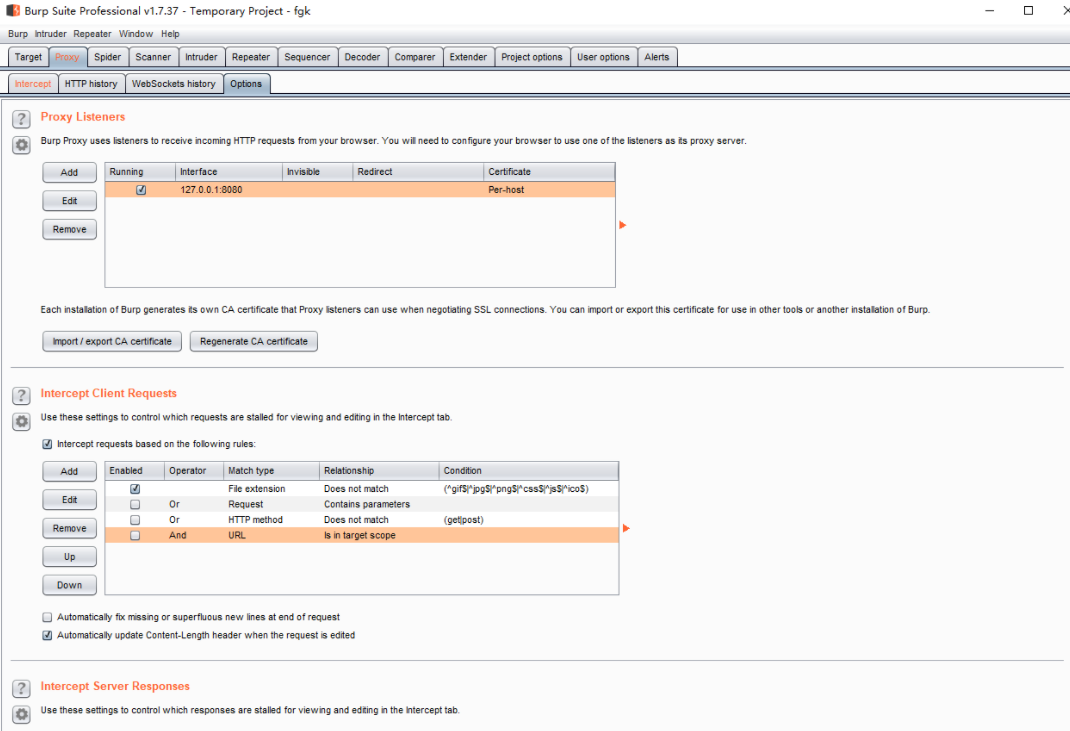 Burp Suite Professional v1.7.37 - Temporary Project - fgk
Burp Intruder Repeater Window Help
Target Proxy Spider Scanner Intruder Repeater Sequencer Decoder Comparer Extender Project options User options Alerts
Intercept HTTP history WebSockets history Options
? Proxy Listeners
Burp Proxy uses listeners to receive incoming HTTP requests from your browser. You will need to configure your browser to use one of the listeners as its proxy server.
Add Running Interface Invisible Redirect Certificate
127.0.0.1:8080 Per-host
Edit
Remove
Each installation of Burp generates its own CA certificate that Proxy listeners can use when negotiating SSL connections. You can import or export this certificate for use in other tools or another installation of Burp.
Import / export CA certificate Regenerate CA certificate
? Intercept Client Requests
Use these settings to control which requests are stalled for viewing and editing in the Intercept tab.
Intercept requests based on the following rules:
Add Enabled Operator Match type Relationship Condition
File extension Does not match (^gif$|^jpg$|^png$|^css$|^js$|^ico$)
Edit Or Request Contains parameters
Or HTTP method Does not match (get|post)
Remove And URL Is in target scope
Up
Down
Automatically fix missing or superfluous new lines at end of request
Automatically update Content-Length header when the request is edited
? Intercept Server Responses
Use these settings to control which responses are stalled for viewing and editing in the Intercept tab.